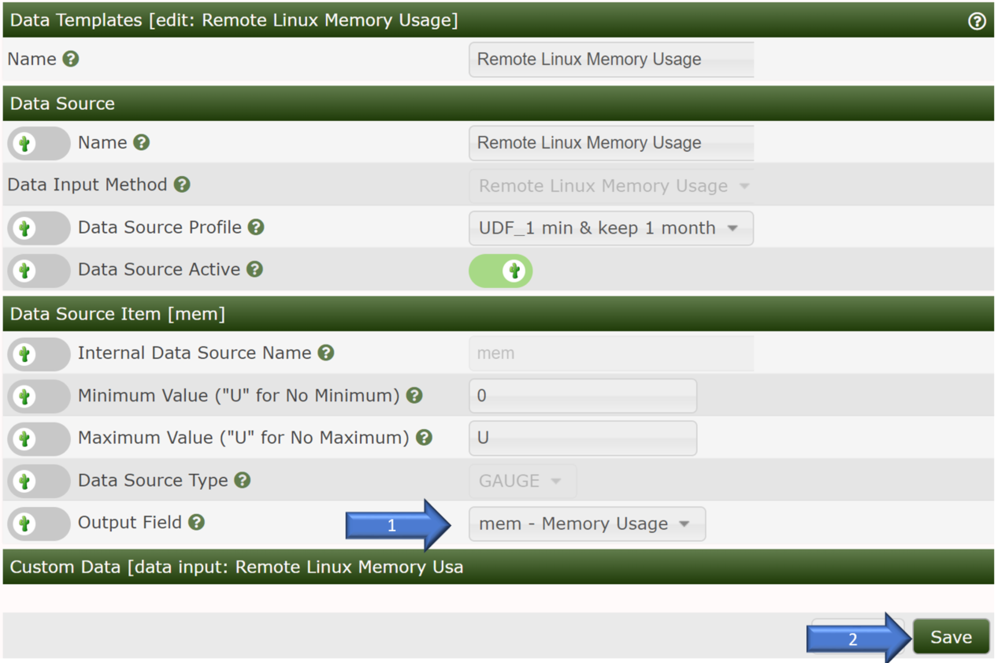 Data Templates [edit: Remote Linux Memory Usage]
Name Remote Linux Memory Usage
Data Source
Name Remote Linux Memory Usage
Data Input Method Remote Linux Memory Usage
Data Source Profile UDF_1 min & keep 1 month
Data Source Active
Data Source Item [mem]
Internal Data Source Name mem
Minimum Value ("U" for No Minimum) 0
Maximum Value ("U" for No Maximum) U
Data Source Type GAUGE
Output Field 1 mem - Memory Usage
Custom Data [data input: Remote Linux Memory Usa
2 Save